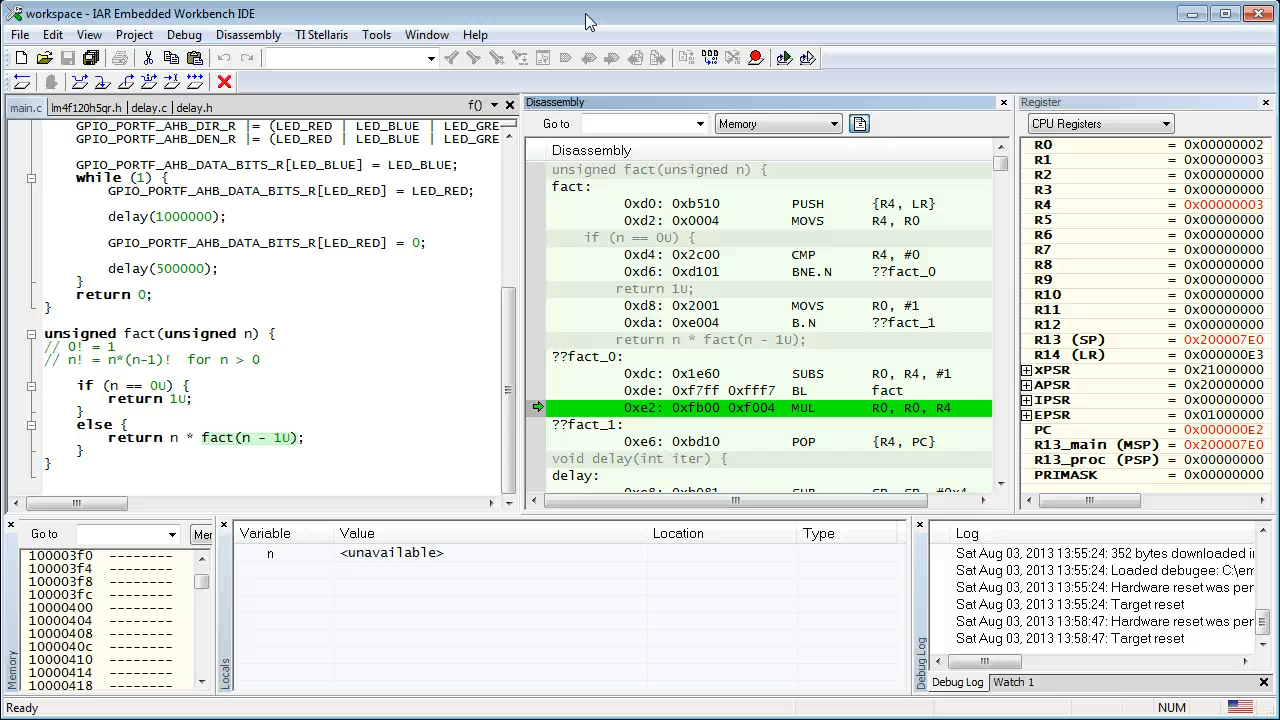 workspace - IAR Embedded Workbench IDE
File Edit View Project Debug Disassembly TI Stellaris Tools Window Help
main.c lm4f120h5qr.h delay.c delay.h f()
GPIO_PORTF_AHB_DIR_R |= (LED_RED | LED_BLUE | LED_GRE
GPIO_PORTF_AHB_DEN_R |= (LED_RED | LED_BLUE | LED_GRE
GPIO_PORTF_AHB_DATA_BITS_R[LED_BLUE] = LED_BLUE;
while (1) {
GPIO_PORTF_AHB_DATA_BITS_R[LED_RED] = LED_RED;
delay(1000000);
GPIO_PORTF_AHB_DATA_BITS_R[LED_RED] = 0;
delay(500000);
}
return 0;
}
unsigned fact(unsigned n) {
// 0! = 1
// n! = n*(n-1)!  for n > 0
if (n == 0U) {
return 1U;
}
else {
return n * fact(n - 1U);
}
}
Disassembly
Go to Memory
Disassembly
unsigned fact(unsigned n) {
fact:
0xd0: 0xb510 PUSH {R4, LR}
0xd2: 0x0004 MOVS R4, R0
if (n == 0U) {
0xd4: 0x2c00 CMP R4, #0
0xd6: 0xd101 BNE.N ??fact_0
return 1U;
0xd8: 0x2001 MOVS R0, #1
0xda: 0xe004 B.N ??fact_1
return n * fact(n - 1U);
??fact_0:
0xdc: 0x1e60 SUBS R0, R4, #1
0xde: 0xf7ff 0xfff7 BL fact
0xe2: 0xfb00 0xf004 MUL R0, R0, R4
??fact_1:
0xe6: 0xbd10 POP {R4, PC}
void delay(int iter) {
delay:
0xe8: 0xb081 SUB SP, SP, #0x4
Register
CPU Registers
R0 = 0x00000002
R1 = 0x00000003
R2 = 0x00000000
R3 = 0x00000000
R4 = 0x00000003
R5 = 0x00000000
R6 = 0x00000000
R7 = 0x00000000
R8 = 0x00000000
R9 = 0x00000000
R10 = 0x00000000
R11 = 0x00000000
R12 = 0x00000000
R13 (SP) = 0x200007E0
R14 (LR) = 0x000000E3
xPSR = 0x21000000
APSR = 0x20000000
IPSR = 0x00000000
EPSR = 0x01000000
PC = 0x000000E2
R13_main (MSP) = 0x200007E0
R13_proc (PSP) = 0x00000000
PRIMASK = 0x00000000
Go to Mer
100003f0 --------
100003f4 --------
100003f8 --------
100003fc --------
10000400 --------
10000404 --------
10000408 --------
1000040c --------
10000410 --------
10000414 --------
10000418 --------
Memory
Variable Value Location Type
n <unavailable>
Locals
Log
Sat Aug 03, 2013 13:55:24: 352 bytes downloaded i
Sat Aug 03, 2013 13:55:24: Loaded debugee: C:\em
Sat Aug 03, 2013 13:55:24: Hardware reset was per
Sat Aug 03, 2013 13:55:24: Target reset
Sat Aug 03, 2013 13:58:47: Hardware reset was per
Sat Aug 03, 2013 13:58:47: Target reset
Debug Log
Debug Log Watch 1
Ready NUM